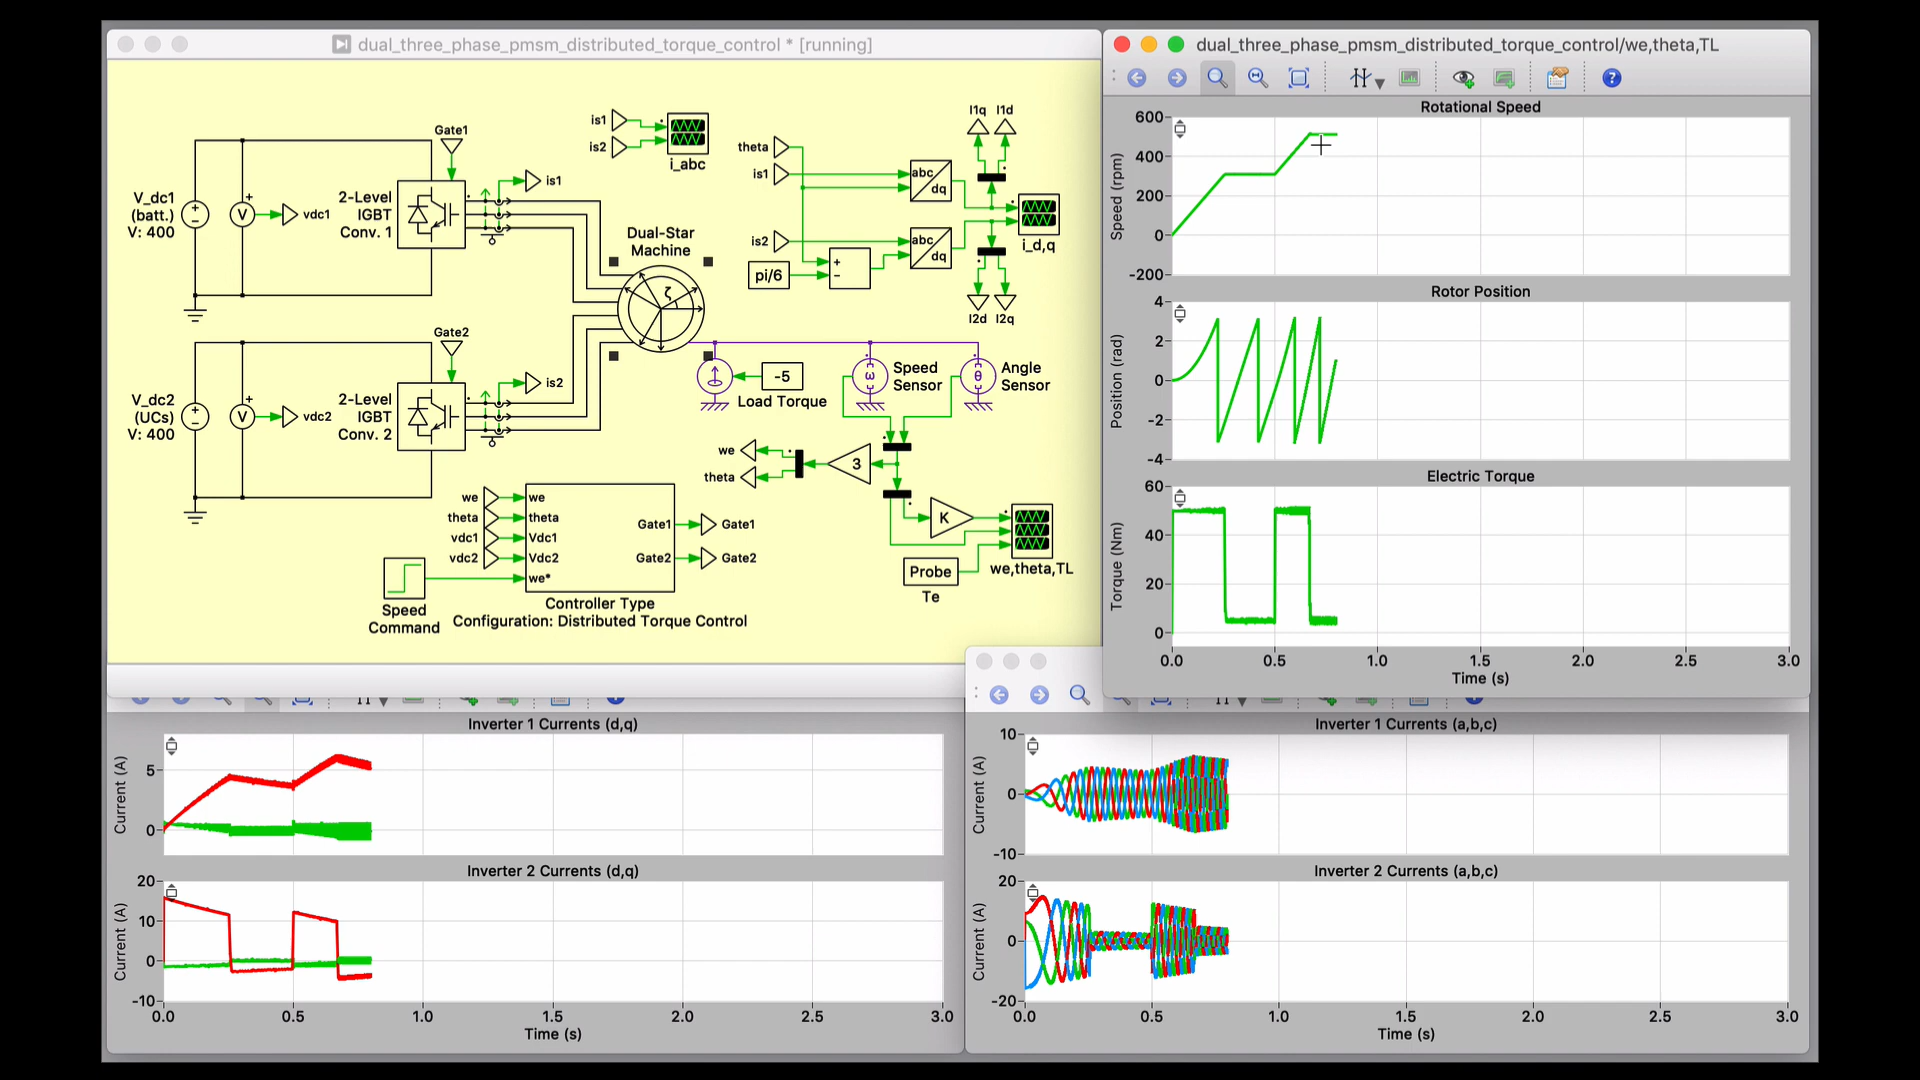 dual_three_phase_pmsm_distributed_torque_control * [running]
Gate1
V_dc1
(batt.)
V: 400
V
+
vdc1
2-Level
IGBT
Conv. 1
is1
is1
is2
i_abc
Dual-Star
Machine
ζ
V_dc2
(UCs)
V: 400
V
+
vdc2
Gate2
2-Level
IGBT
Conv. 2
is2
theta
is1
is2
pi/6
+
−
abc
dq
abc
dq
I1q I1d
i_d,q
I2d I2q
-5
Load Torque
ω
Speed
Sensor
θ
Angle
Sensor
we
theta
3
K
Probe
Te
we,theta,TL
we
theta
vdc1
vdc2
we
theta
Vdc1
Vdc2
we*
Gate1
Gate2
Gate1
Gate2
Speed
Command
Controller Type
Configuration: Distributed Torque Control
dual_three_phase_pmsm_distributed_torque_control/we,theta,TL
Rotational Speed
Speed (rpm)
600
400
200
0
-200
Rotor Position
Position (rad)
4
2
0
-2
-4
Electric Torque
Torque (Nm)
60
40
20
0
0.0 0.5 1.0 1.5 2.0 2.5 3.0
Time (s)
Inverter 1 Currents (d,q)
Current (A)
5
0
Inverter 2 Currents (d,q)
Current (A)
20
10
0
-10
0.0 0.5 1.0 1.5 2.0 2.5 3.0
Time (s)
Inverter 1 Currents (a,b,c)
Current (A)
10
0
-10
Inverter 2 Currents (a,b,c)
Current (A)
20
0
-20
0.0 0.5 1.0 1.5 2.0 2.5 3.0
Time (s)